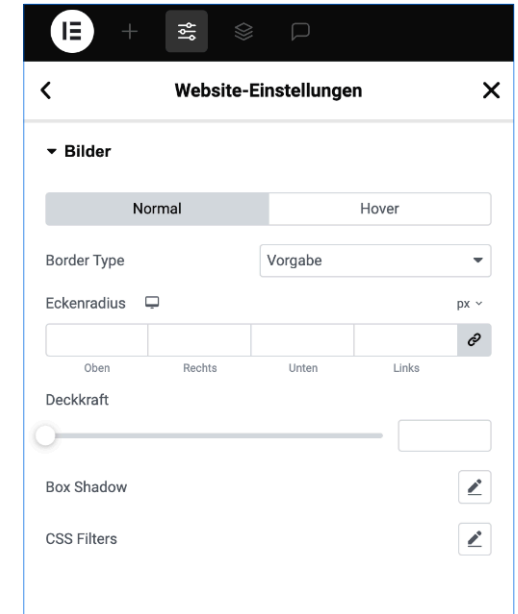 Website-Einstellungen
Bilder
Normal Hover
Border Type Vorgabe
Eckenradius px
Oben Rechts Unten Links
Deckkraft
Box Shadow
CSS Filters